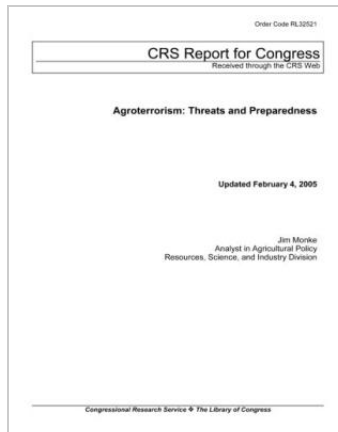 Order Code RL32521
CRS Report for Congress
Received through the CRS Web
Agroterrorism: Threats and Preparedness
Updated February 4, 2005
Jim Monke
Analyst in Agricultural Policy
Resources, Science, and Industry Division
Congressional Research Service ❖ The Library of Congress